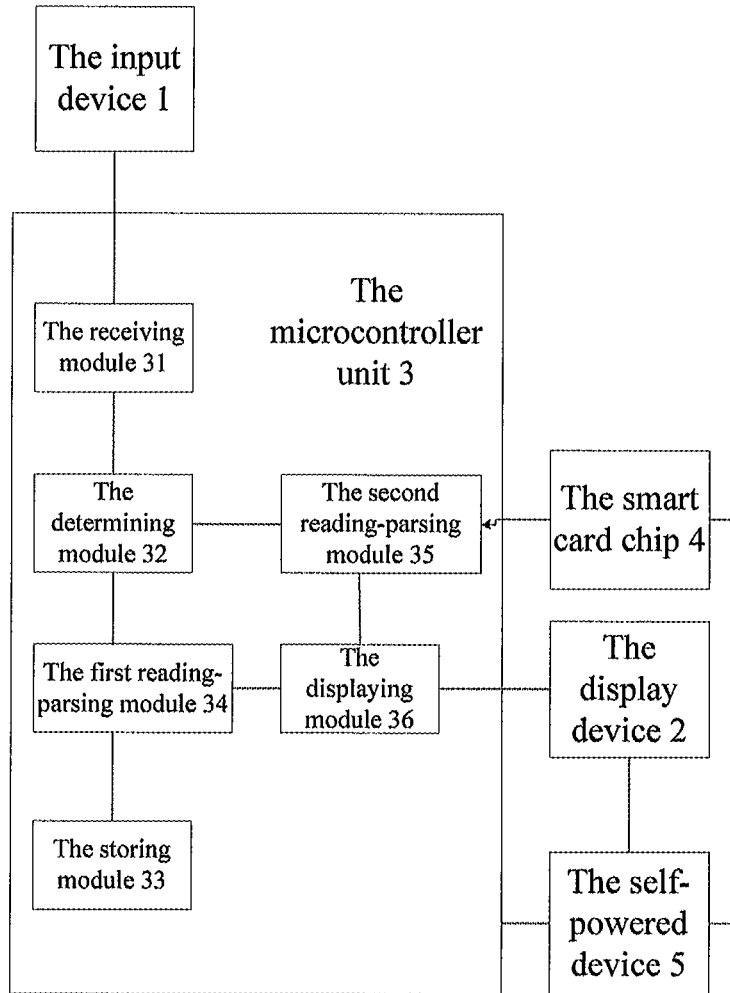 The input
device 1
The
microcontroller
unit 3
The receiving
module 31
The
determining
module 32
The second
reading-parsing
module 35
The smart
card chip 4
The first reading-
parsing module 34
The
displaying
module 36
The
display
device 2
The storing
module 33
The self-
powered
device 5